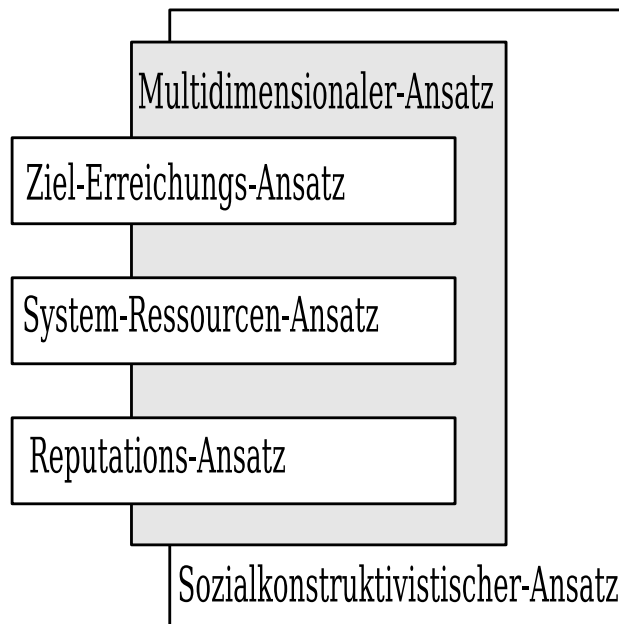 Multidimensionaler-Ansatz
Ziel-Erreichungs-Ansatz
System-Ressourcen-Ansatz
Reputations-Ansatz
Sozialkonstruktivistischer-Ansatz